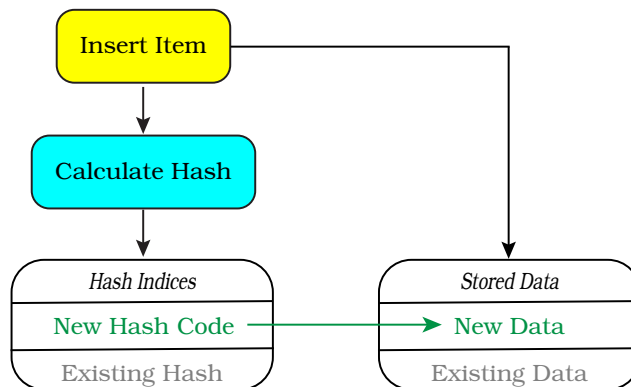 Insert Item
Calculate Hash
Hash Indices
New Hash Code
Existing Hash
Stored Data
New Data
Existing Data